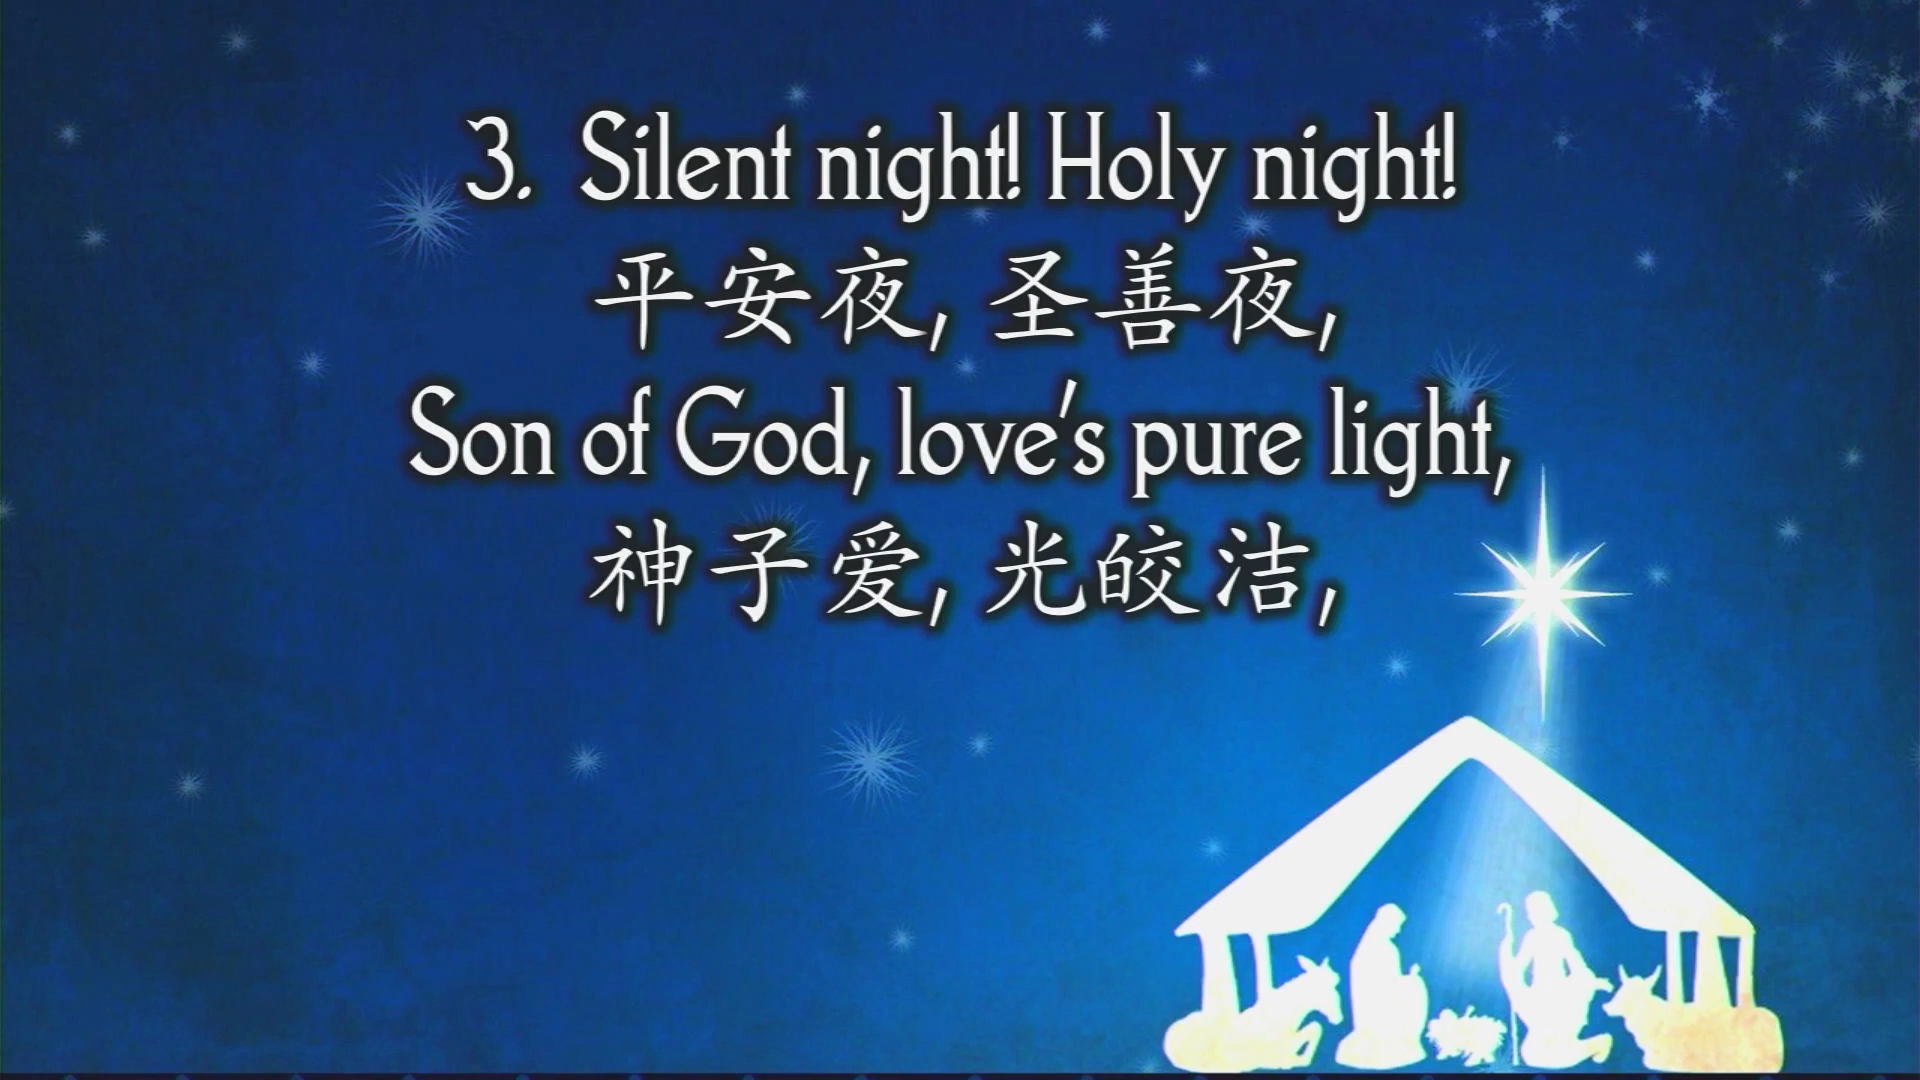 3. Silent night! Holy night!
平安夜, 圣善夜,
Son of God, love's pure light,
神子爱, 光皎洁,